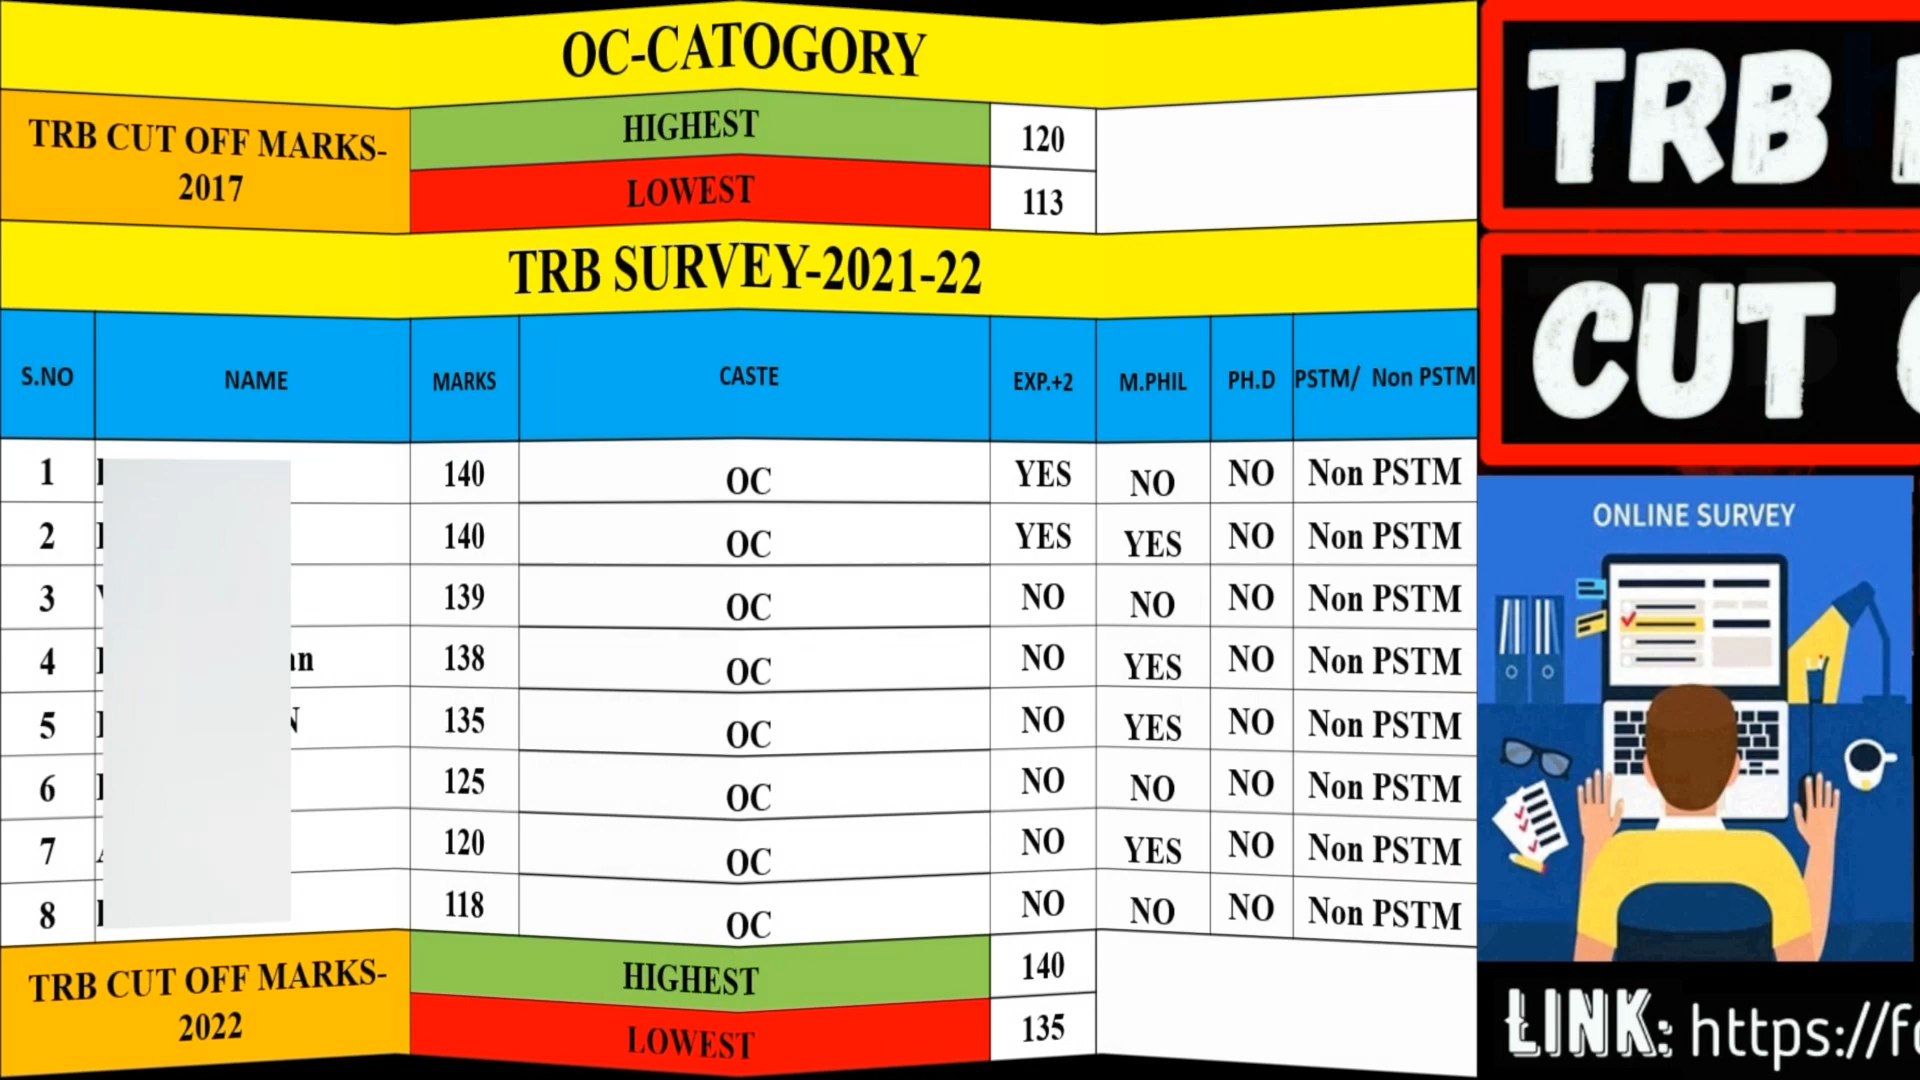 OC-CATOGORY
TRB CUT OFF MARKS-
2017
HIGHEST 120
LOWEST 113
TRB SURVEY-2021-22
S.NO NAME MARKS CASTE EXP.+2 M.PHIL PH.D PSTM/ Non PSTM
1 140 OC YES NO NO Non PSTM
2 140 OC YES YES NO Non PSTM
3 139 OC NO NO NO Non PSTM
4 an 138 OC NO YES NO Non PSTM
5 N 135 OC NO YES NO Non PSTM
6 125 OC NO NO NO Non PSTM
7 120 OC NO YES NO Non PSTM
8 118 OC NO NO NO Non PSTM
TRB CUT OFF MARKS-
2022
HIGHEST 140
LOWEST 135
TRB
CUT
ONLINE SURVEY
LINK: https://f